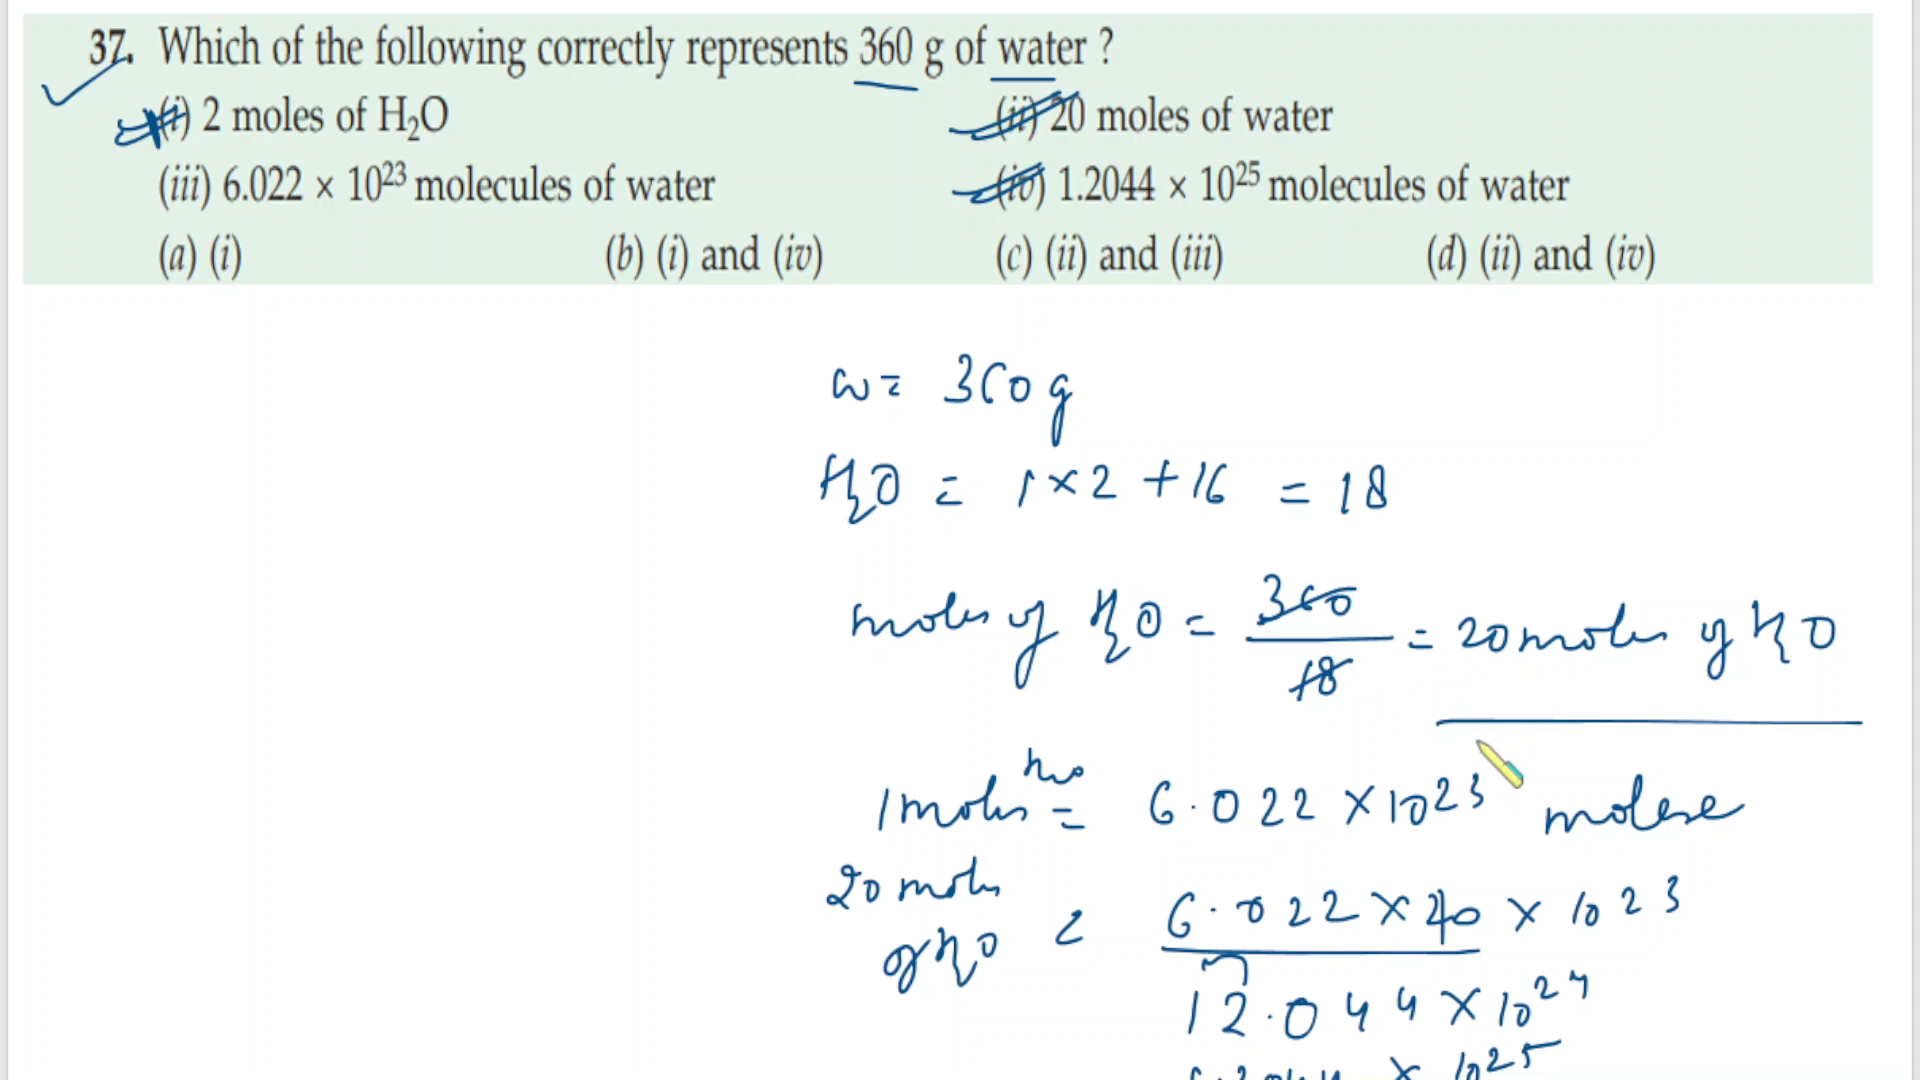 37. Which of the following correctly represents 360 g of water ?
(i) 2 moles of H₂O (ii) 20 moles of water
(iii) 6.022 × 10²³ molecules of water (iv) 1.2044 × 10²⁵ molecules of water
(a) (i) (b) (i) and (iv) (c) (ii) and (iii) (d) (ii) and (iv)
w = 360 g
H₂O = 1 × 2 + 16 = 18
moles of H₂O = 360 / 18 = 20 moles of H₂O
H₂O
1 moles = 6.022 × 10²³
20 moles
of H₂O = 6.022 × 20 × 10²³
12.044 × 10²⁴
× 10²⁵